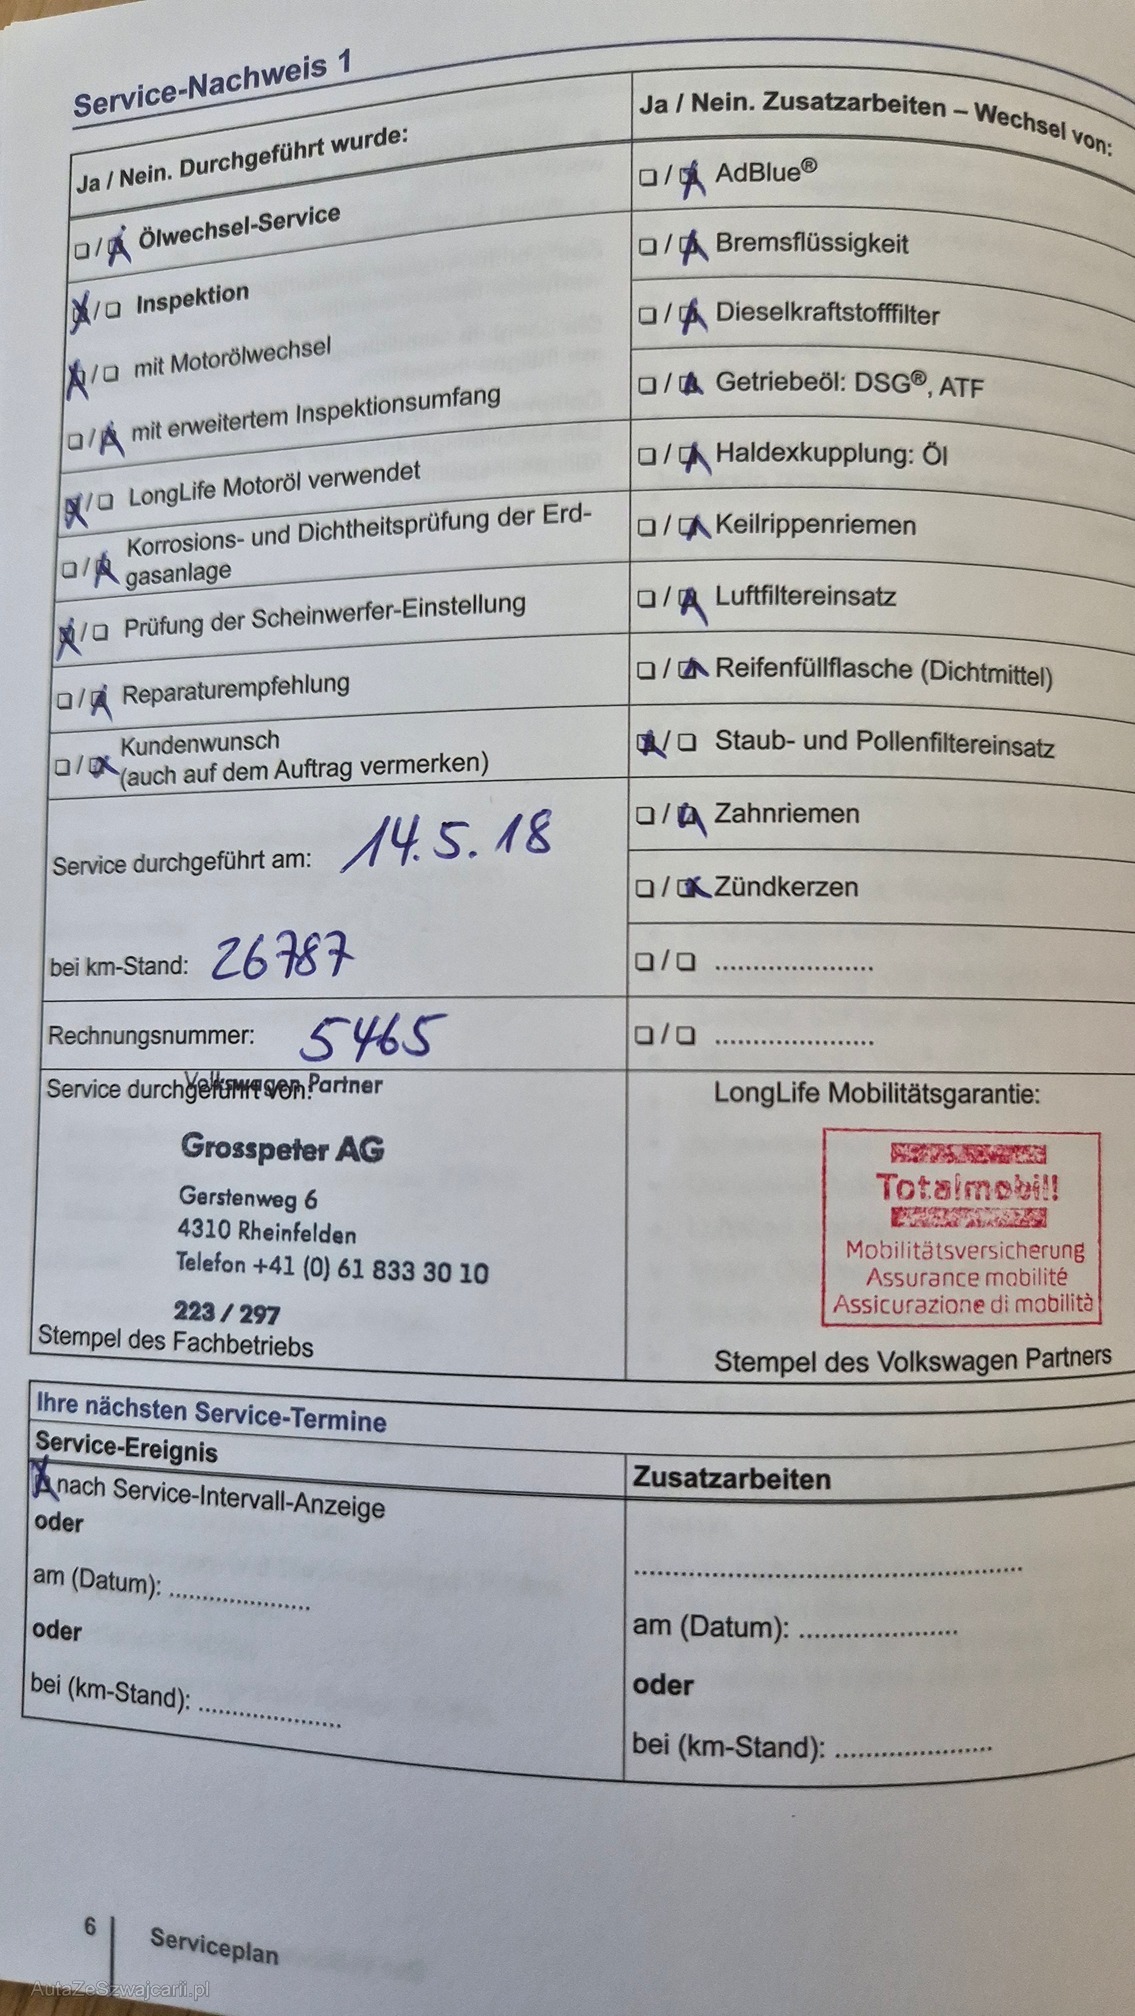 Service-Nachweis 1
Ja / Nein. Durchgeführt wurde:
❏ / ❏ Ölwechsel-Service
❏ / ❏ Inspektion
❏ / ❏ mit Motorölwechsel
❏ / ❏ mit erweitertem Inspektionsumfang
❏ / ❏ LongLife Motoröl verwendet
❏ / ❏ Korrosions- und Dichtheitsprüfung der Erd-
gasanlage
❏ / ❏ Prüfung der Scheinwerfer-Einstellung
❏ / ❏ Reparaturempfehlung
❏ / ❏ Kundenwunsch
(auch auf dem Auftrag vermerken)
Service durchgeführt am: 14.5.18
bei km-Stand: 26787
Rechnungsnummer: 5465
Service durchgeführt von:
Volkswagen Partner
Grosspeter AG
Gerstenweg 6
4310 Rheinfelden
Telefon +41 (0) 61 833 30 10
223 / 297
Stempel des Fachbetriebs
Ja / Nein. Zusatzarbeiten – Wechsel von:
❏ / ❏ AdBlue®
❏ / ❏ Bremsflüssigkeit
❏ / ❏ Dieselkraftstofffilter
❏ / ❏ Getriebeöl: DSG®, ATF
❏ / ❏ Haldexkupplung: Öl
❏ / ❏ Keilrippenriemen
❏ / ❏ Luftfiltereinsatz
❏ / ❏ Reifenfüllflasche (Dichtmittel)
❏ / ❏ Staub- und Pollenfiltereinsatz
❏ / ❏ Zahnriemen
❏ / ❏ Zündkerzen
❏ / ❏ ......................
❏ / ❏ ......................
LongLife Mobilitätsgarantie:
Totalmobil!
Mobilitätsversicherung
Assurance mobilité
Assicurazione di mobilità
Stempel des Volkswagen Partners
Ihre nächsten Service-Termine
Service-Ereignis
❏ nach Service-Intervall-Anzeige
oder
am (Datum): ....................
oder
bei (km-Stand): ....................
Zusatzarbeiten
......................................................
am (Datum): ......................
oder
bei (km-Stand): ......................
6
Serviceplan
AutaZeSzwajcarii.pl